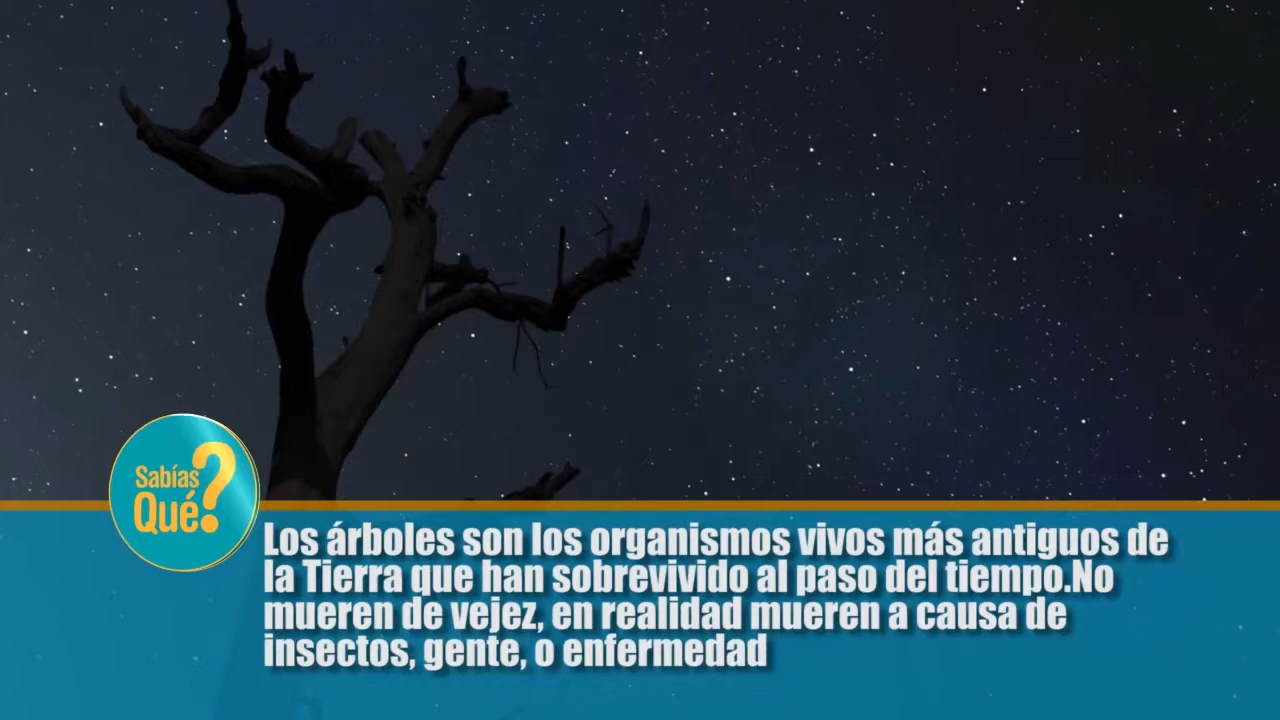 Sabías
Qué?
Los árboles son los organismos vivos más antiguos de
la Tierra que han sobrevivido al paso del tiempo.No
mueren de vejez, en realidad mueren a causa de
insectos, gente, o enfermedad